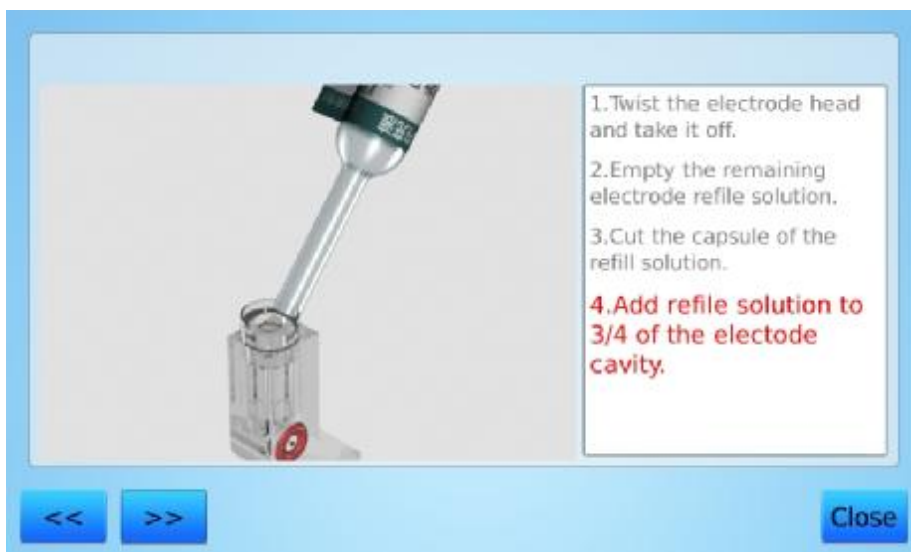 1.Twist the electrode head
and take it off.
2.Empty the remaining
electrode refile solution.
3.Cut the capsule of the
refill solution.
4.Add refile solution to
3/4 of the electode
cavity.
<< >> Close